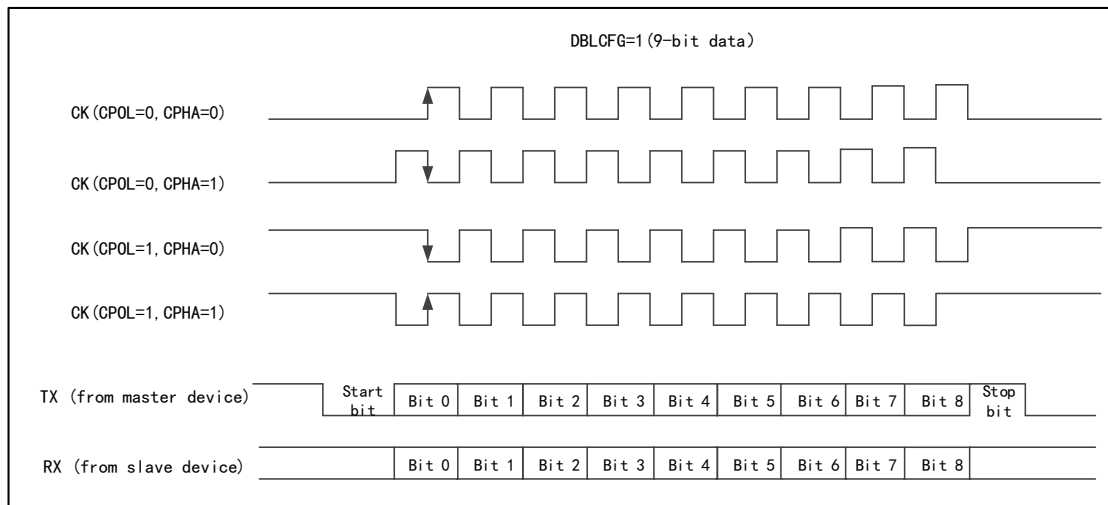 DBLCFG=1(9-bit data)
CK(CPOL=0, CPHA=0)
CK(CPOL=0, CPHA=1)
CK(CPOL=1, CPHA=0)
CK(CPOL=1, CPHA=1)
TX (from master device) Start bit Bit 0 Bit 1 Bit 2 Bit 3 Bit 4 Bit 5 Bit 6 Bit 7 Bit 8 Stop bit
RX (from slave device) Bit 0 Bit 1 Bit 2 Bit 3 Bit 4 Bit 5 Bit 6 Bit 7 Bit 8